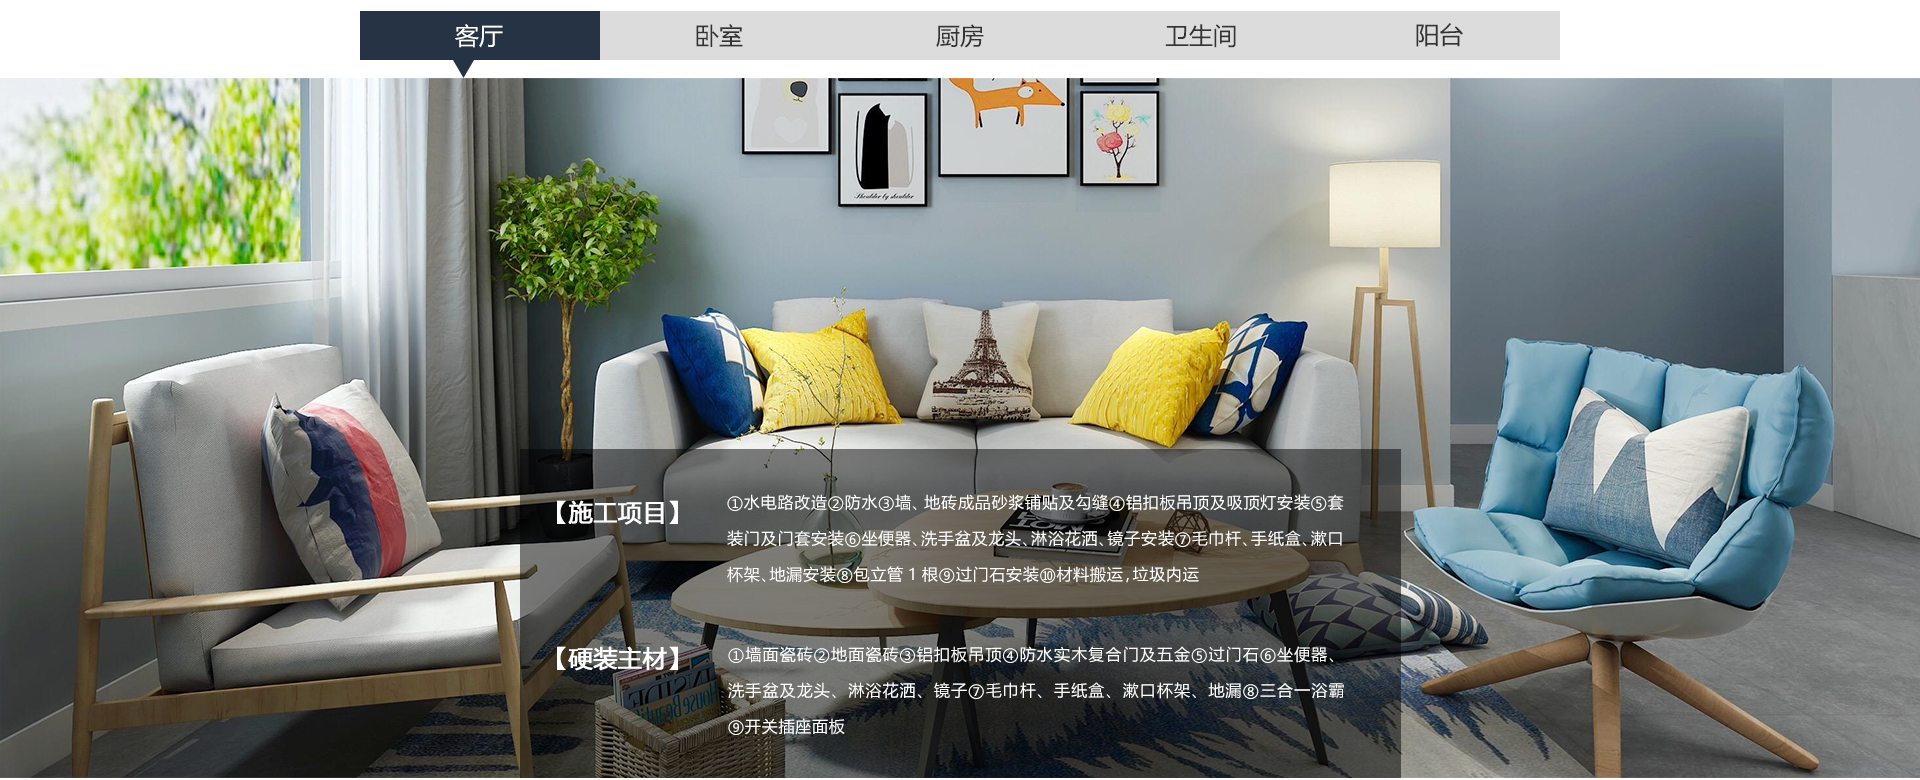 客厅
卧室
厨房
卫生间
阳台
Shoulder by shoulder
【施工项目】
①水电路改造②防水③墙、地砖成品砂浆铺贴及勾缝④铝扣板吊顶及吸顶灯安装⑤套
装门及门套安装⑥坐便器、洗手盆及龙头、淋浴花洒、镜子安装⑦毛巾杆、手纸盒、漱口
杯架、地漏安装⑧包立管1根⑨过门石安装⑩材料搬运,垃圾内运
【硬装主材】
①墙面瓷砖②地面瓷砖③铝扣板吊顶④防水实木复合门及五金⑤过门石⑥坐便器、
洗手盆及龙头、淋浴花洒、镜子⑦毛巾杆、手纸盒、漱口杯架、地漏⑧三合一浴霸
⑨开关插座面板